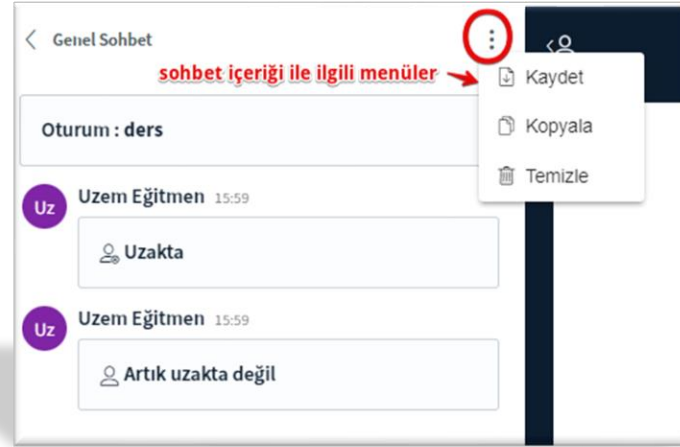 Genel Sohbet
sohbet içeriği ile ilgili menüler
Kaydet
Kopyala
Temizle
Oturum : ders
Uz
Uzem Eğitmen 15:59
Uzakta
Uz
Uzem Eğitmen 15:59
Artık uzakta değil